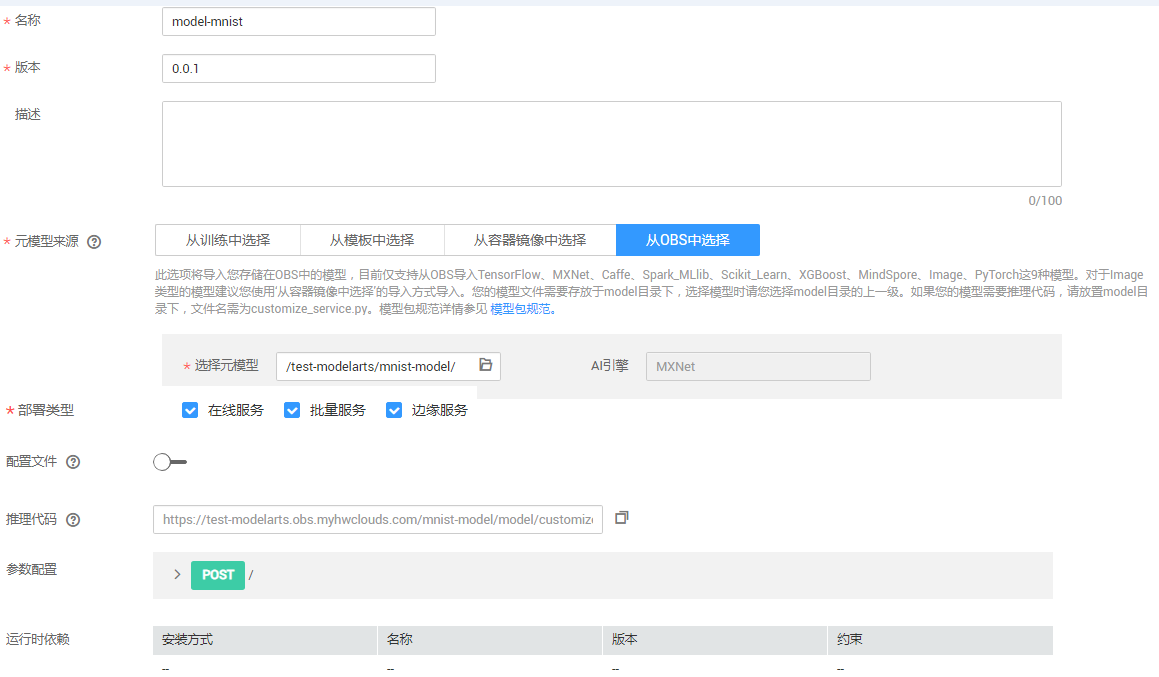 * 名称 model-mnist
* 版本 0.0.1
描述
0/100
* 元模型来源 ? 从训练中选择 从模板中选择 从容器镜像中选择 从OBS中选择
此选项将导入您存储在OBS中的模型，目前仅支持从OBS导入TensorFlow、MXNet、Caffe、Spark_MLlib、Scikit_Learn、XGBoost、MindSpore、Image、PyTorch这9种模型。对于Image
类型的模型建议您使用'从容器镜像中选择'的导入方式导入。您的模型文件需要存放于model目录下，选择模型时请您选择model目录的上一级。如果您的模型需要推理代码，请放置model目
录下，文件名需为customize_service.py。模型包规范详情参见 模型包规范。
* 选择元模型 /test-modelarts/mnist-model/ AI引擎 MXNet
* 部署类型 在线服务 批量服务 边缘服务
配置文件 ?
推理代码 ? https://test-modelarts.obs.myhwclouds.com/mnist-model/model/customize
参数配置 > POST /
运行时依赖 安装方式 名称 版本 约束
-- -- -- --